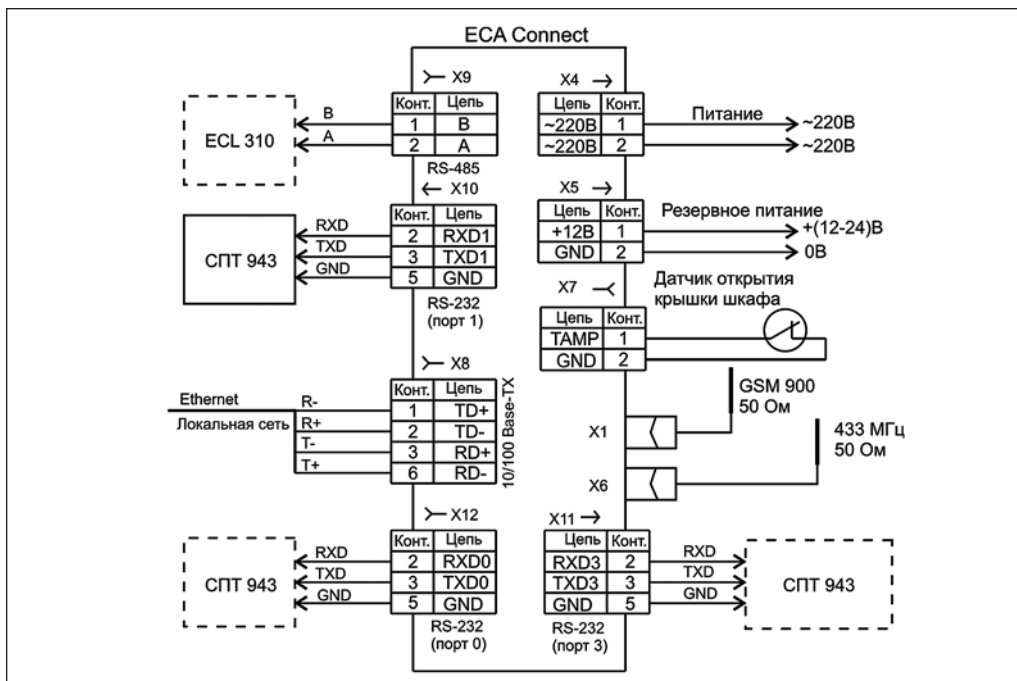 ECA Connect
X9
Конт. Цепь
1 B
2 A
RS-485
B
A
ECL 310
X10
Конт. Цепь
2 RXD1
3 TXD1
5 GND
RS-232
(порт 1)
RXD
TXD
GND
СПТ 943
X8
Конт. Цепь
1 TD+
2 TD-
3 RD+
6 RD-
10/100 Base-TX
Ethernet
Локальная сеть
R-
R+
T-
T+
X12
Конт. Цепь
2 RXD0
3 TXD0
5 GND
RS-232
(порт 0)
RXD
TXD
GND
СПТ 943
X4
Цепь Конт.
~220В 1
~220В 2
Питание
~220В
~220В
X5
Цепь Конт.
+12В 1
GND 2
Резервное питание
+(12-24)В
0В
X7
Датчик открытия
крышки шкафа
Цепь Конт.
TAMP 1
GND 2
X1
GSM 900
50 Ом
X6
433 МГц
50 Ом
X11
Цепь Конт.
RXD3 2
TXD3 3
GND 5
RS-232
(порт 3)
RXD
TXD
GND
СПТ 943